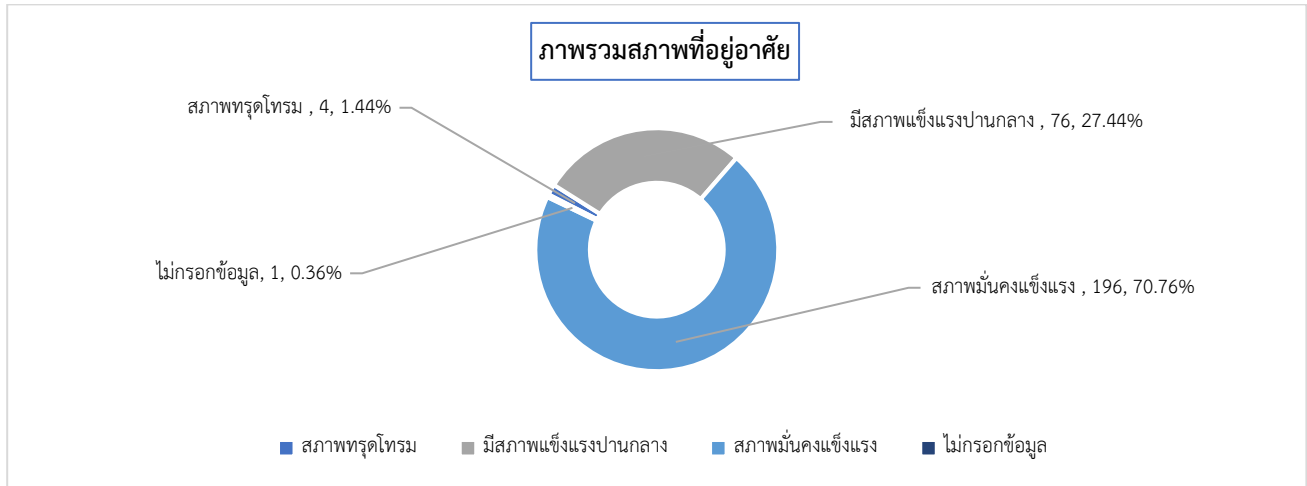 ภาพรวมสภาพที่อยู่อาศัย
สภาพทรุดโทรม , 4, 1.44%
มีสภาพแข็งแรงปานกลาง , 76, 27.44%
ไม่กรอกข้อมูล, 1, 0.36%
สภาพมั่นคงแข็งแรง , 196, 70.76%
สภาพทรุดโทรม มีสภาพแข็งแรงปานกลาง สภาพมั่นคงแข็งแรง ไม่กรอกข้อมูล